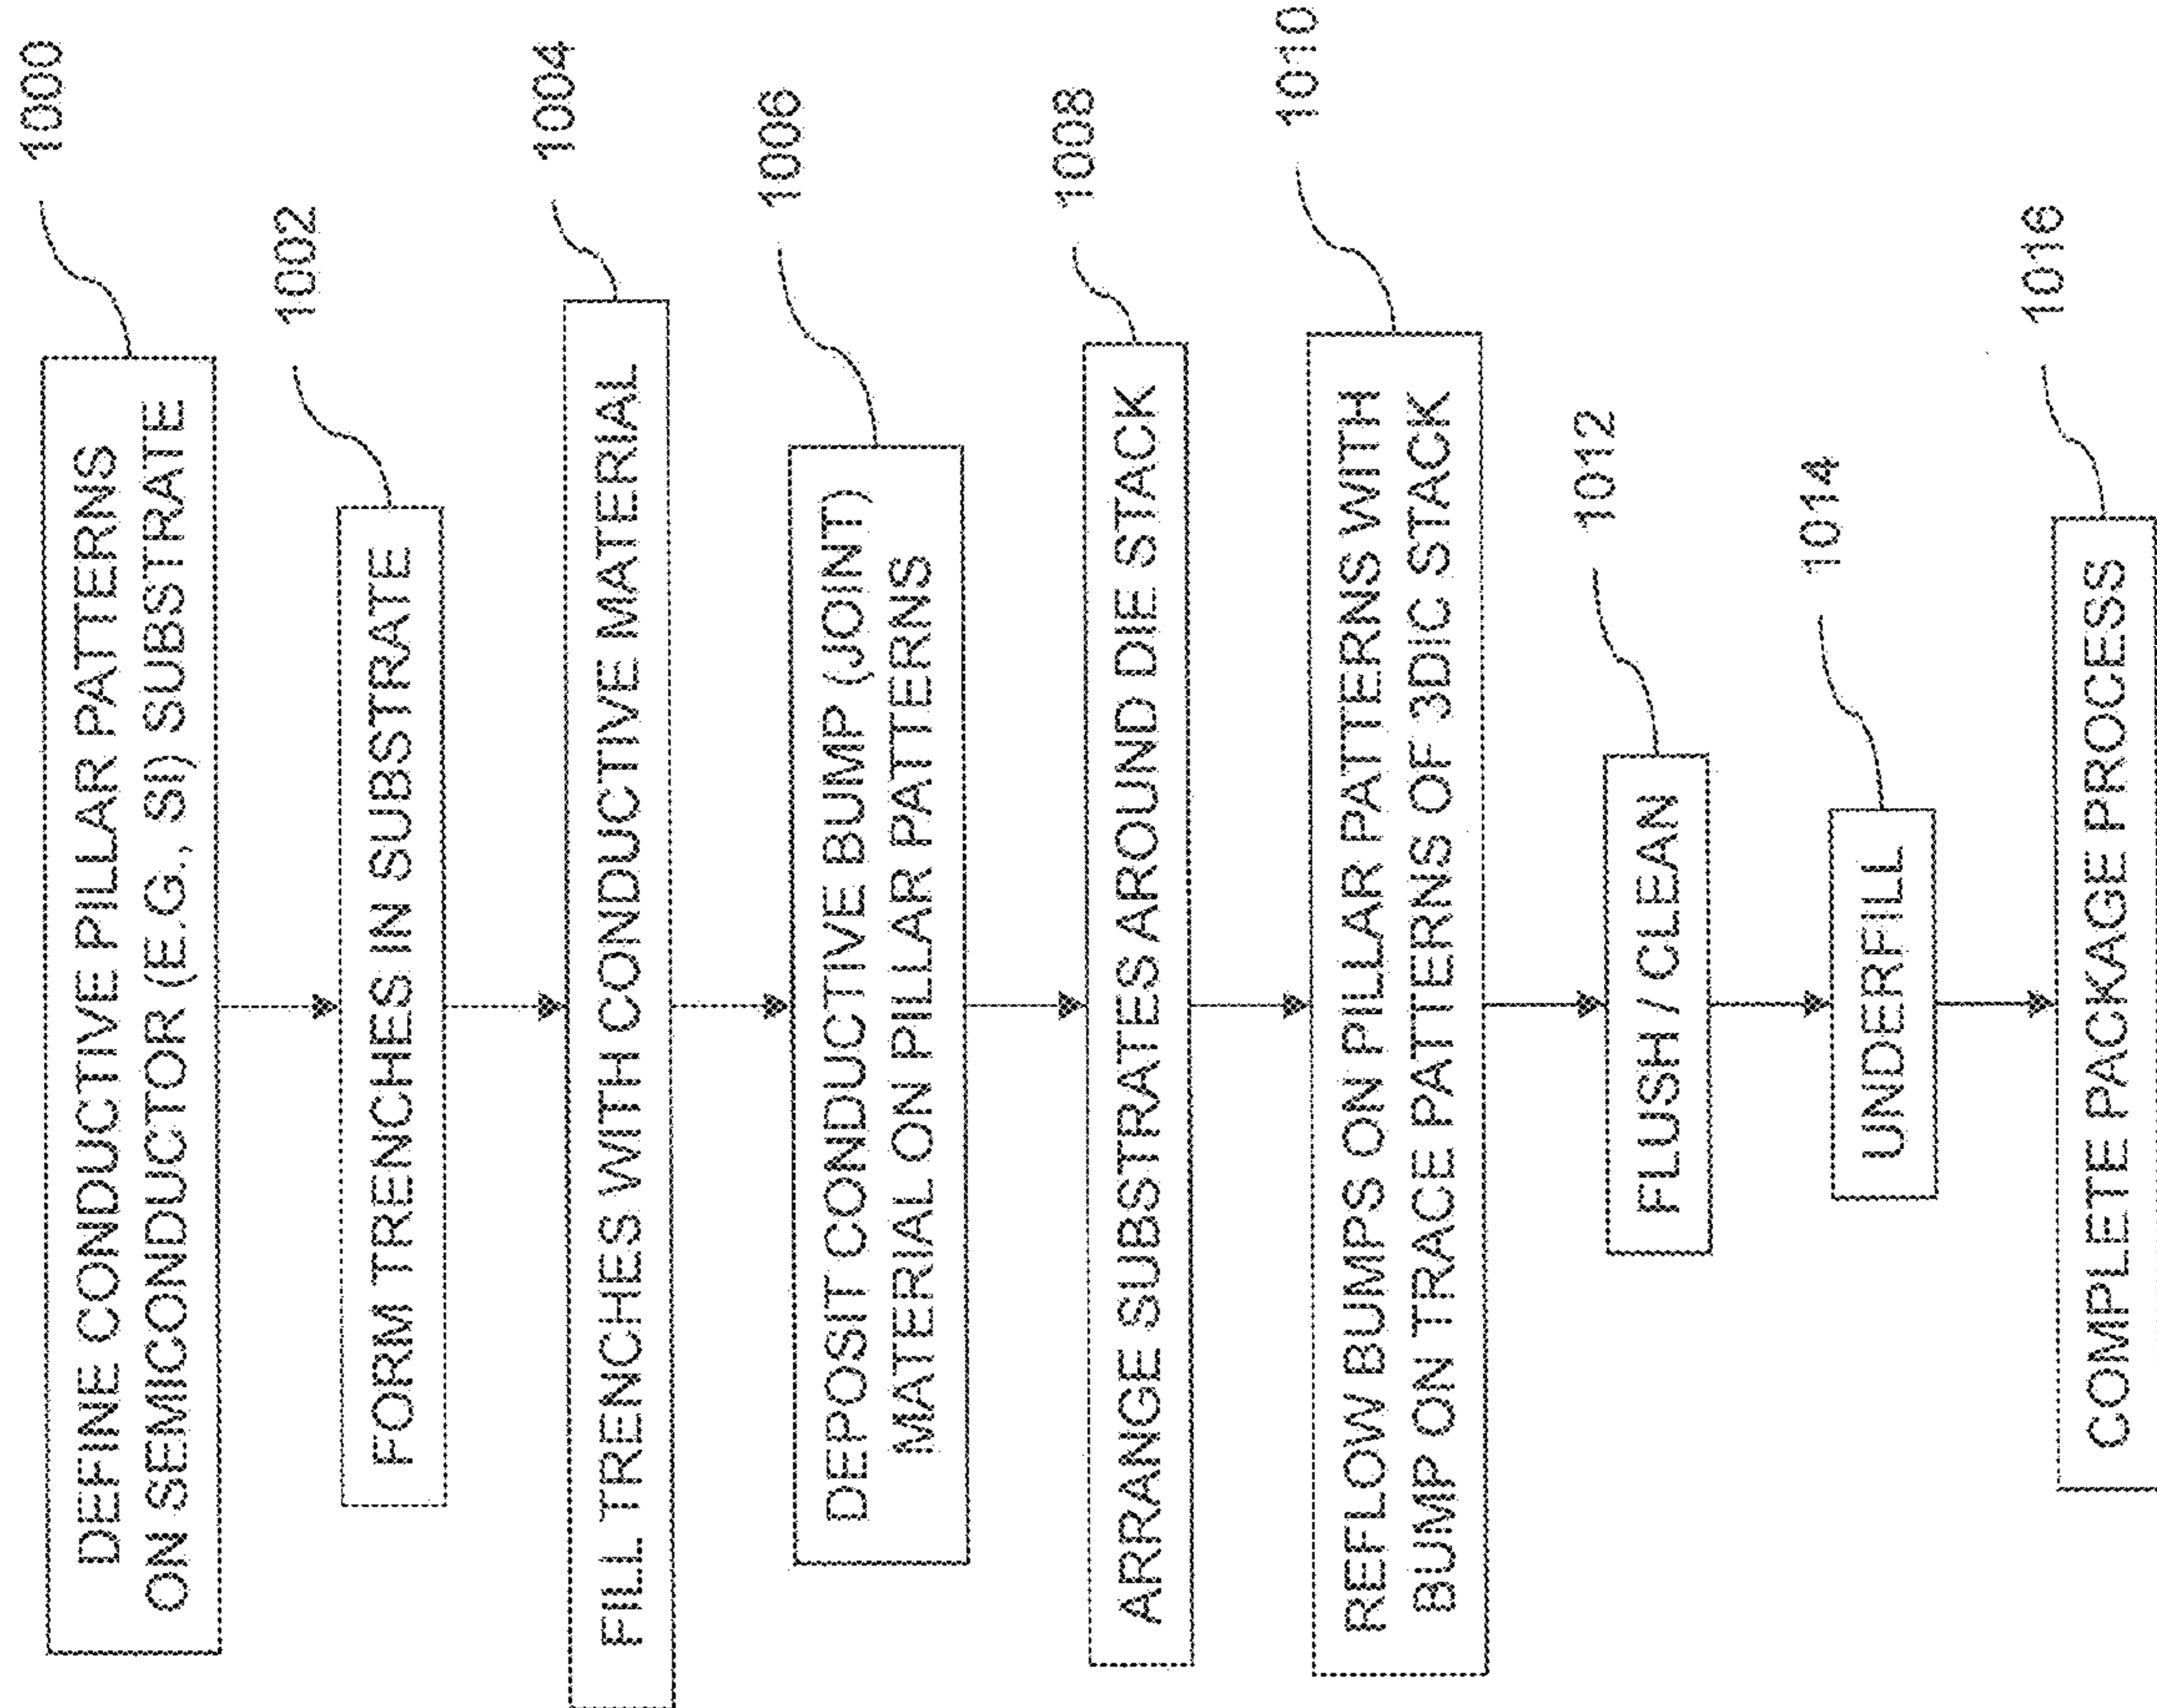 1000
DEFINE CONDUCTIVE PILLAR PATTERNS
ON SEMICONDUCTOR (E.G., SI) SUBSTRATE
1002
FORM TRENCHES IN SUBSTRATE
1004
FILL TRENCHES WITH CONDUCTIVE MATERIAL
1006
DEPOSIT CONDUCTIVE BUMP (JOINT)
MATERIAL ON PILLAR PATTERNS
1008
ARRANGE SUBSTRATES AROUND DIE STACK
1010
REFLOW BUMPS ON PILLAR PATTERNS WITH
BUMP ON TRACE PATTERNS OF 3DIC STACK
1012
FLUSH / CLEAN
1014
UNDERFILL
1016
COMPLETE PACKAGE PROCESS